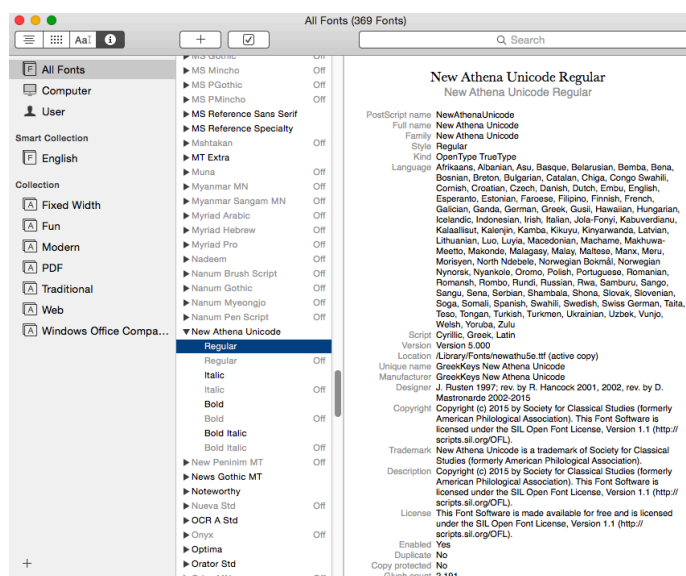 All Fonts (369 Fonts)
AaI
Search
All Fonts
Computer
User
Smart Collection
English
Collection
Fixed Width
Fun
Modern
PDF
Traditional
Web
Windows Office Compa...
MS Gothic Off
MS Mincho Off
MS PGothic Off
MS PMincho Off
MS Reference Sans Serif
MS Reference Specialty
Mshtakan Off
MT Extra
Muna Off
Myanmar MN Off
Myanmar Sangam MN Off
Myriad Arabic Off
Myriad Hebrew Off
Myriad Pro Off
Nadeem Off
Nanum Brush Script Off
Nanum Gothic Off
Nanum Myeongjo Off
Nanum Pen Script Off
New Athena Unicode
Regular
Regular Off
Italic
Italic Off
Bold
Bold Off
Bold Italic
Bold Italic Off
New Peninim MT Off
News Gothic MT
Noteworthy
Nueva Std Off
OCR A Std
Onyx Off
Optima
Orator Std
New Athena Unicode Regular
New Athena Unicode Regular
PostScript name NewAthenaUnicode
Full name New Athena Unicode
Family New Athena Unicode
Style Regular
Kind OpenType TrueType
Language Afrikaans, Albanian, Asu, Basque, Belarusian, Bemba, Bena,
Bosnian, Breton, Bulgarian, Catalan, Chiga, Congo Swahili,
Cornish, Croatian, Czech, Danish, Dutch, Embu, English,
Esperanto, Estonian, Faroese, Filipino, Finnish, French,
Galician, Ganda, German, Greek, Gusii, Hawaiian, Hungarian,
Icelandic, Indonesian, Irish, Italian, Jola-Fonyi, Kabuverdianu,
Kalaallisut, Kalenjin, Kamba, Kikuyu, Kinyarwanda, Latvian,
Lithuanian, Luo, Luyia, Macedonian, Machame, Makhuwa-
Meetto, Makonde, Malagasy, Malay, Maltese, Manx, Meru,
Morisyen, North Ndebele, Norwegian Bokmål, Norwegian
Nynorsk, Nyankole, Oromo, Polish, Portuguese, Romanian,
Romansh, Rombo, Rundi, Russian, Rwa, Samburu, Sango,
Sangu, Sena, Serbian, Shambala, Shona, Slovak, Slovenian,
Soga, Somali, Spanish, Swahili, Swedish, Swiss German, Taita,
Teso, Tongan, Turkish, Turkmen, Ukrainian, Uzbek, Vunjo,
Welsh, Yoruba, Zulu
Script Cyrillic, Greek, Latin
Version Version 5.000
Location /Library/Fonts/newathu5e.ttf (active copy)
Unique name GreekKeys New Athena Unicode
Manufacturer GreekKeys New Athena Unicode
Designer J. Rusten 1997; rev. by R. Hancock 2001, 2002, rev. by D.
Mastronarde 2002-2015
Copyright Copyright (c) 2015 by Society for Classical Studies (formerly
American Philological Association). This Font Software is
licensed under the SIL Open Font License, Version 1.1 (http://
scripts.sil.org/OFL).
Trademark New Athena Unicode is a trademark of Society for Classical
Studies (formerly American Philological Association).
Description Copyright (c) 2015 by Society for Classical Studies (formerly
American Philological Association). This Font Software is
licensed under the SIL Open Font License, Version 1.1 (http://
scripts.sil.org/OFL).
License This Font Software is made available for free and is licensed
under the SIL Open Font License, Version 1.1 (http://
scripts.sil.org/OFL).
Enabled Yes
Duplicate No
Copy protected No
Glyph count 2,191